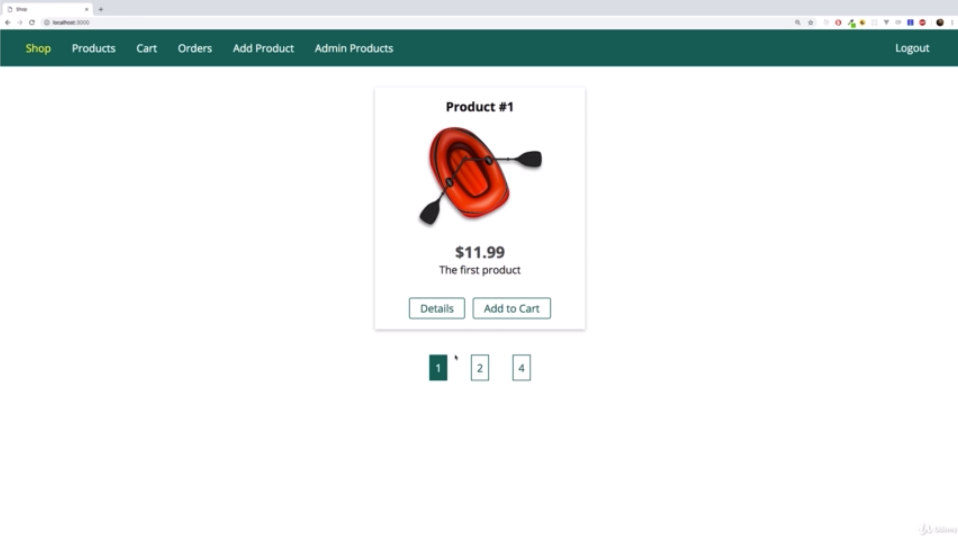 Shop
localhost:3000
Shop Products Cart Orders Add Product Admin Products Logout
Product #1
$11.99
The first product
Details Add to Cart
1 2 4
Udemy